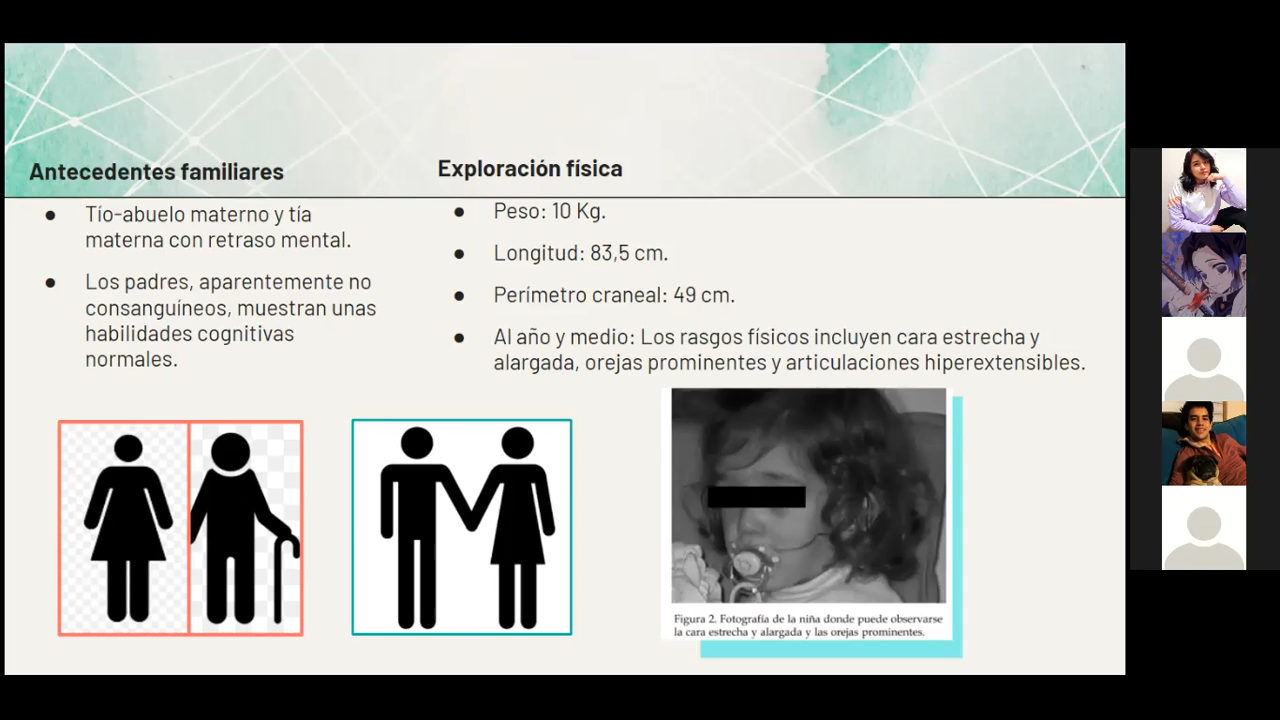 Antecedentes familiares
● Tío-abuelo materno y tía
materna con retraso mental.
● Los padres, aparentemente no
consanguíneos, muestran unas
habilidades cognitivas
normales.
Exploración física
● Peso: 10 Kg.
● Longitud: 83,5 cm.
● Perímetro craneal: 49 cm.
● Al año y medio: Los rasgos físicos incluyen cara estrecha y
alargada, orejas prominentes y articulaciones hiperextensibles.
Figura 2. Fotografía de la niña donde puede observarse
la cara estrecha y alargada y las orejas prominentes.